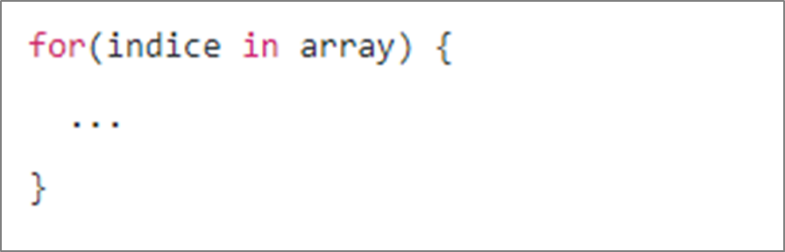 for(indice in array) {
...
}